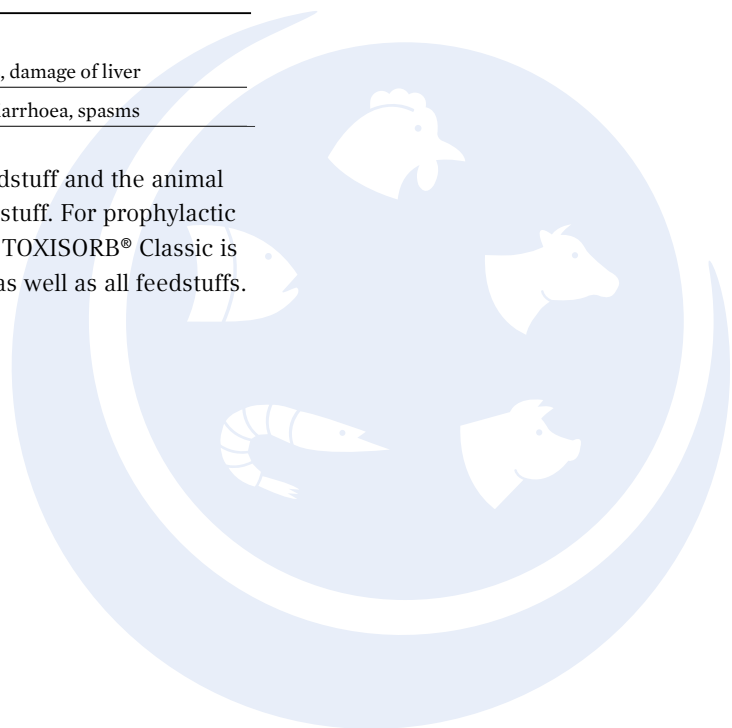 , damage of liver
arrhoea, spasms
dstuff and the animal
stuff. For prophylactic
TOXISORB® Classic is
as well as all feedstuffs.